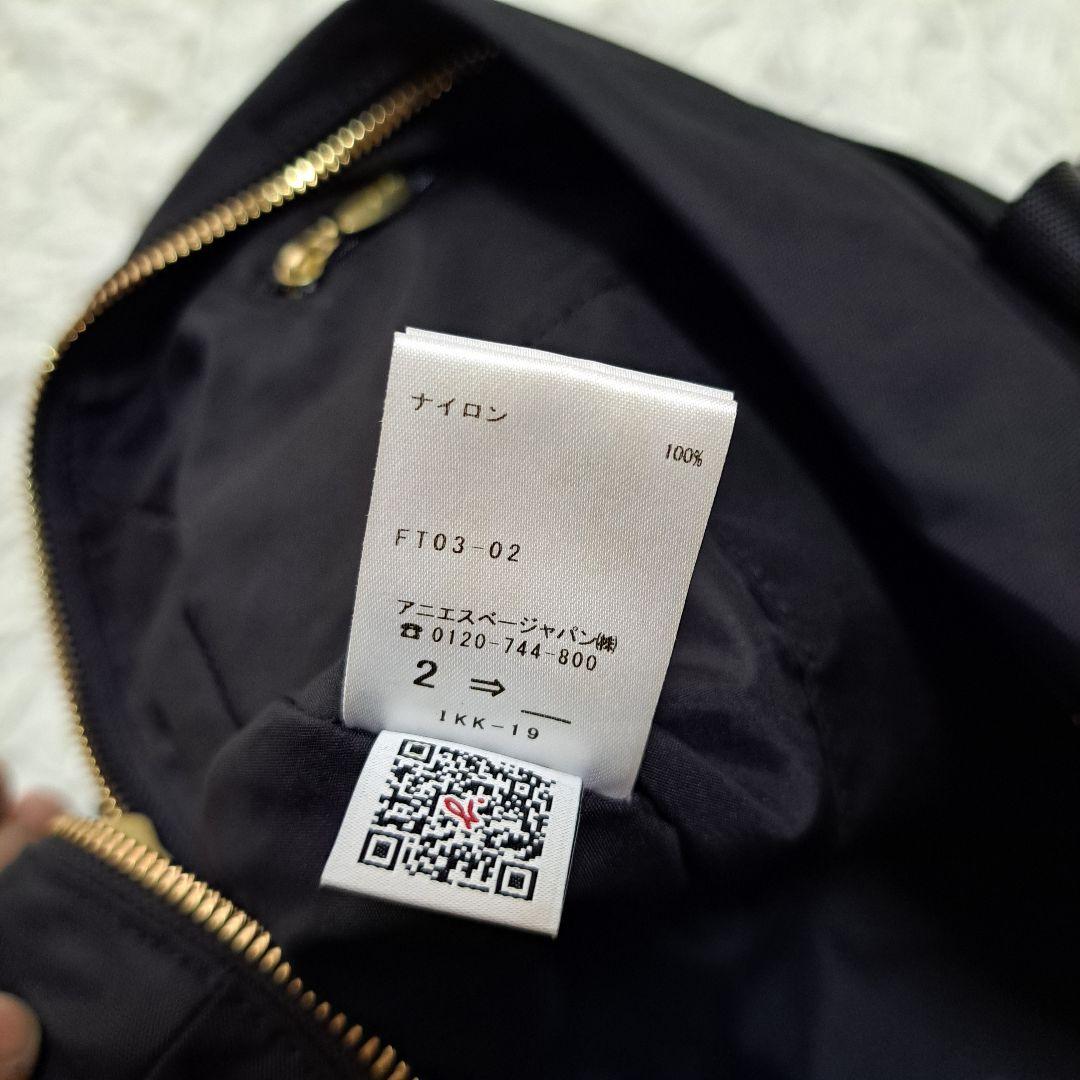 ナイロン
100%
FT03-02
アニエスベージャパン㈱
☎0120-744-800
2 ⇒ __
IKK-19
b.